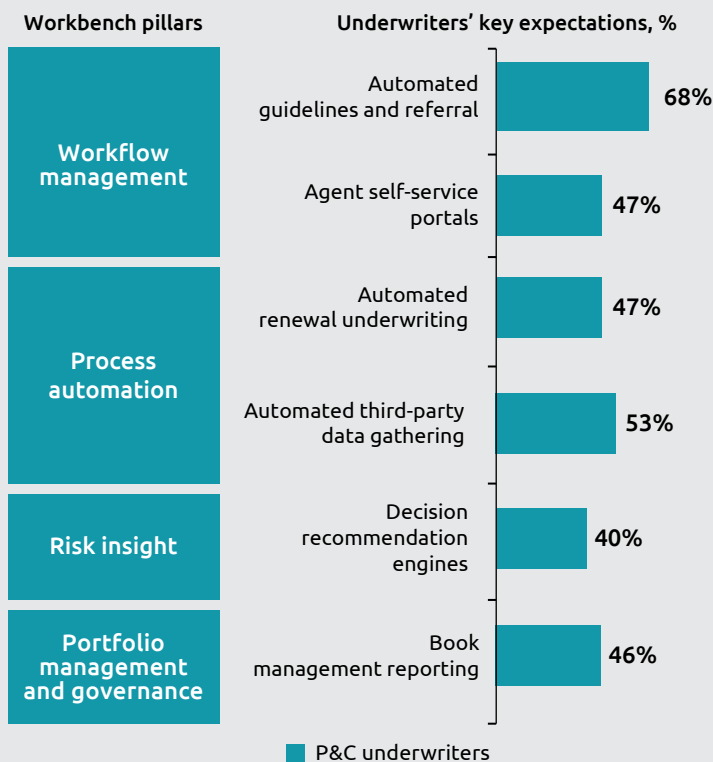 Workbench pillars
Underwriters’ key expectations, %
Workflow
management
Automated
guidelines and referral
68%
Agent self-service
portals
47%
Process
automation
Automated
renewal underwriting
47%
Automated third-party
data gathering
53%
Risk insight
Decision
recommendation
engines
40%
Portfolio
management
and governance
Book
management reporting
46%
P&C underwriters